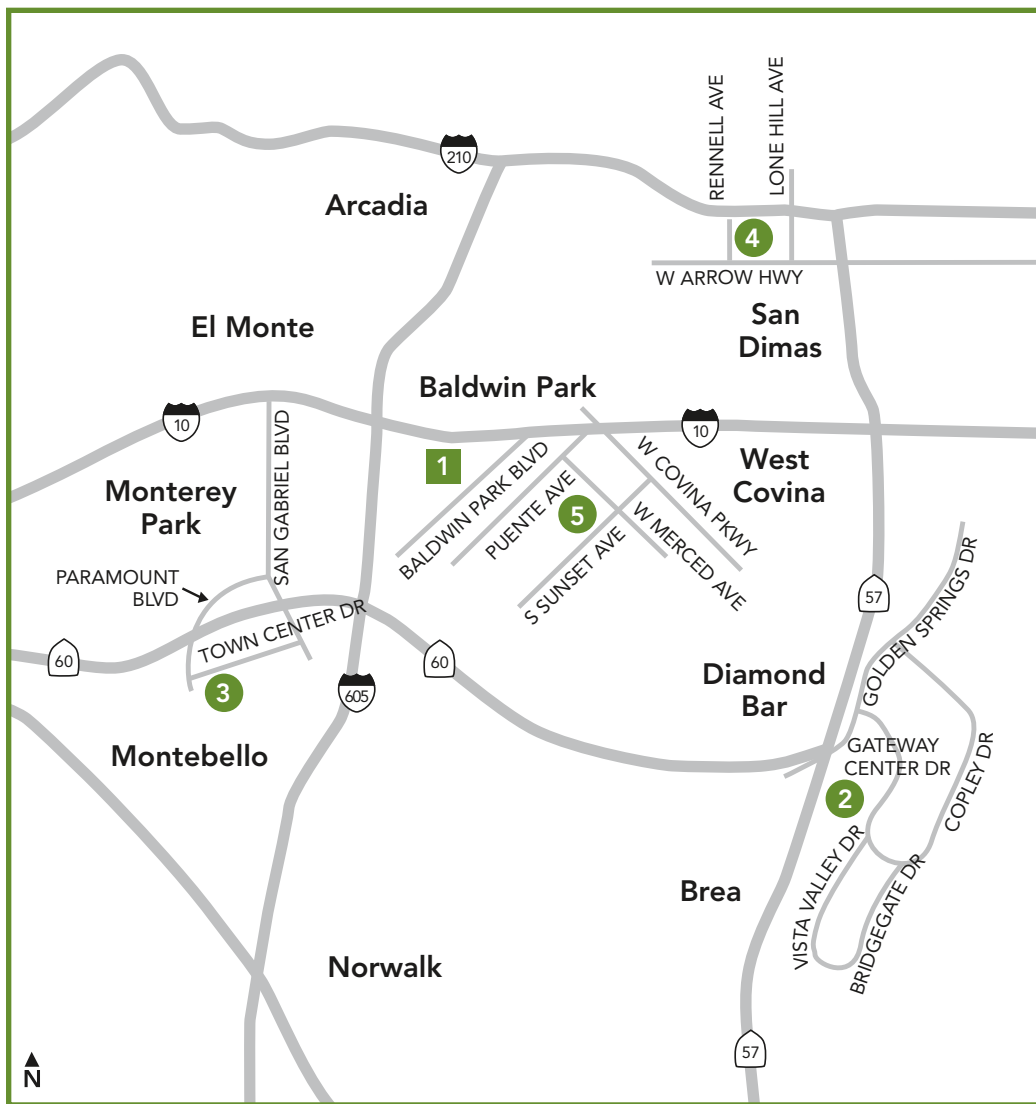 RENNELL AVE
LONE HILL AVE
210
Arcadia
4
W ARROW HWY
El Monte
San
Dimas
Baldwin Park
10
10
SAN GABRIEL BLVD
1
BALDWIN PARK BLVD
PUENTE AVE
5
S SUNSET AVE
W MERCED AVE
W COVINA PKWY
West
Covina
Monterey
Park
PARAMOUNT
BLVD
TOWN CENTER DR
60
3
605
60
57
GOLDEN SPRINGS DR
Diamond
Bar
Montebello
GATEWAY
CENTER DR
COPLEY DR
2
VISTA VALLEY DR
BRIDGEGATE DR
Brea
Norwalk
57
N